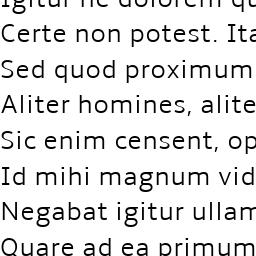 Igitur ne dolorem qu
Certe non potest. Ita
Sed quod proximum
Aliter homines, alite
Sic enim censent, op
Id mihi magnum vid
Negabat igitur ullam
Quare ad ea primum